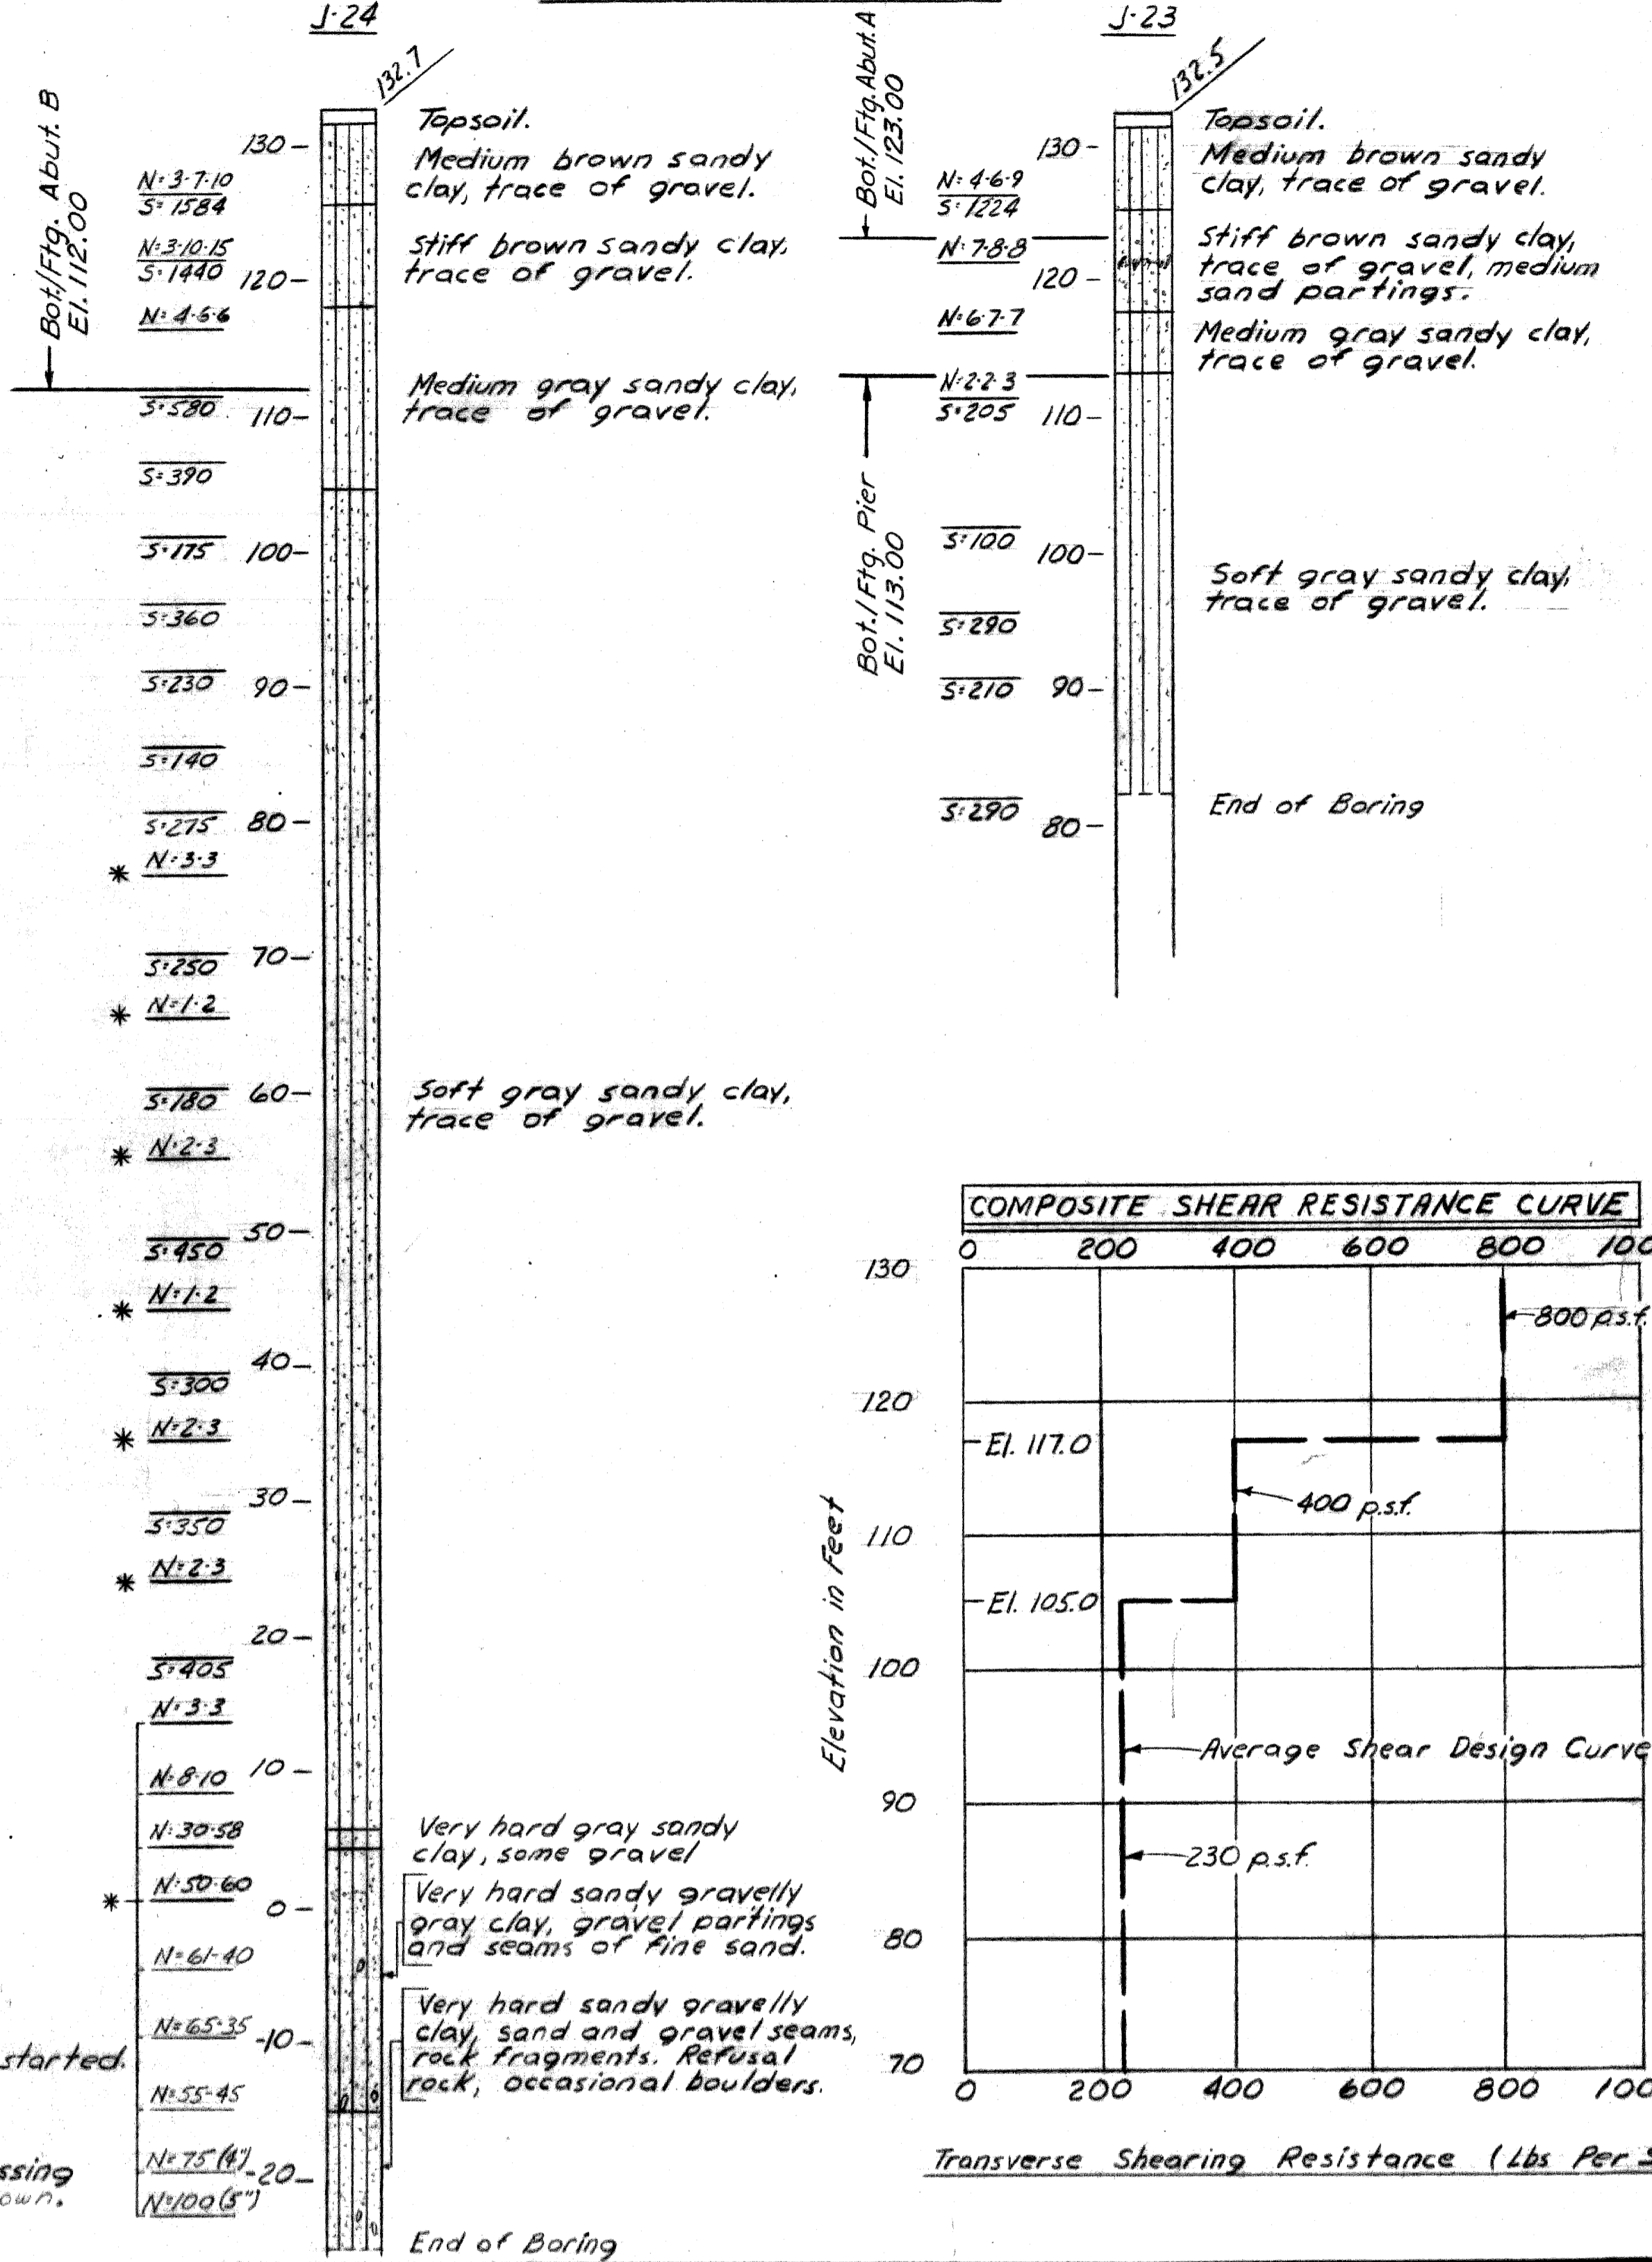 J-24
132.7
Bot./Ftg. Abut. B
El. 112.00
130
N=3-7-10
S=1584
N=3-10-15
S=1440
120
N=4-6-6
S=580
110
S=390
S=175
100
S=360
S=230
90
S=140
S=275
80
* N=3-3
S=250
70
* N=1-2
S=180
60
* N=2-3
50
S=450
* N=1-2
40
S=300
* N=2-3
30
S=350
* N=2-3
20
S=405
N=3-3
N=8-10
10
N=30-58
* N=50-60
0
N=61-40
N=65-35
-10
N=55-45
N=75(4")
-20
N=100(5")
started.
ssing
own.
Topsoil.
Medium brown sandy
clay, trace of gravel.
Stiff brown sandy clay,
trace of gravel.
Medium gray sandy clay,
trace of gravel.
Soft gray sandy clay,
trace of gravel.
Very hard gray sandy
clay, some gravel
Very hard sandy gravelly
gray clay, gravel partings
and seams of fine sand.
Very hard sandy gravelly
clay, sand and gravel seams,
rock fragments. Refusal
rock, occasional boulders.
End of Boring
J-23
132.5
Bot./Ftg. Abut. A
El. 123.00
Bot./Ftg. Pier
El. 113.00
130
N=4-6-9
S=1224
N=7-8-8
120
N=6-7-7
N=2-2-3
S=205
110
S=100
100
S=290
S=210
90
S=290
80
Topsoil.
Medium brown sandy
clay, trace of gravel.
Stiff brown sandy clay,
trace of gravel, medium
sand partings.
Medium gray sandy clay,
trace of gravel.
Soft gray sandy clay,
trace of gravel.
End of Boring
COMPOSITE SHEAR RESISTANCE CURVE
0 200 400 600 800 100
130
120
110
100
90
80
70
Elevation in Feet
800 p.s.f.
El. 117.0
400 p.s.f.
El. 105.0
Average Shear Design Curve
230 p.s.f.
0 200 400 600 800 100
Transverse Shearing Resistance (Lbs Per S